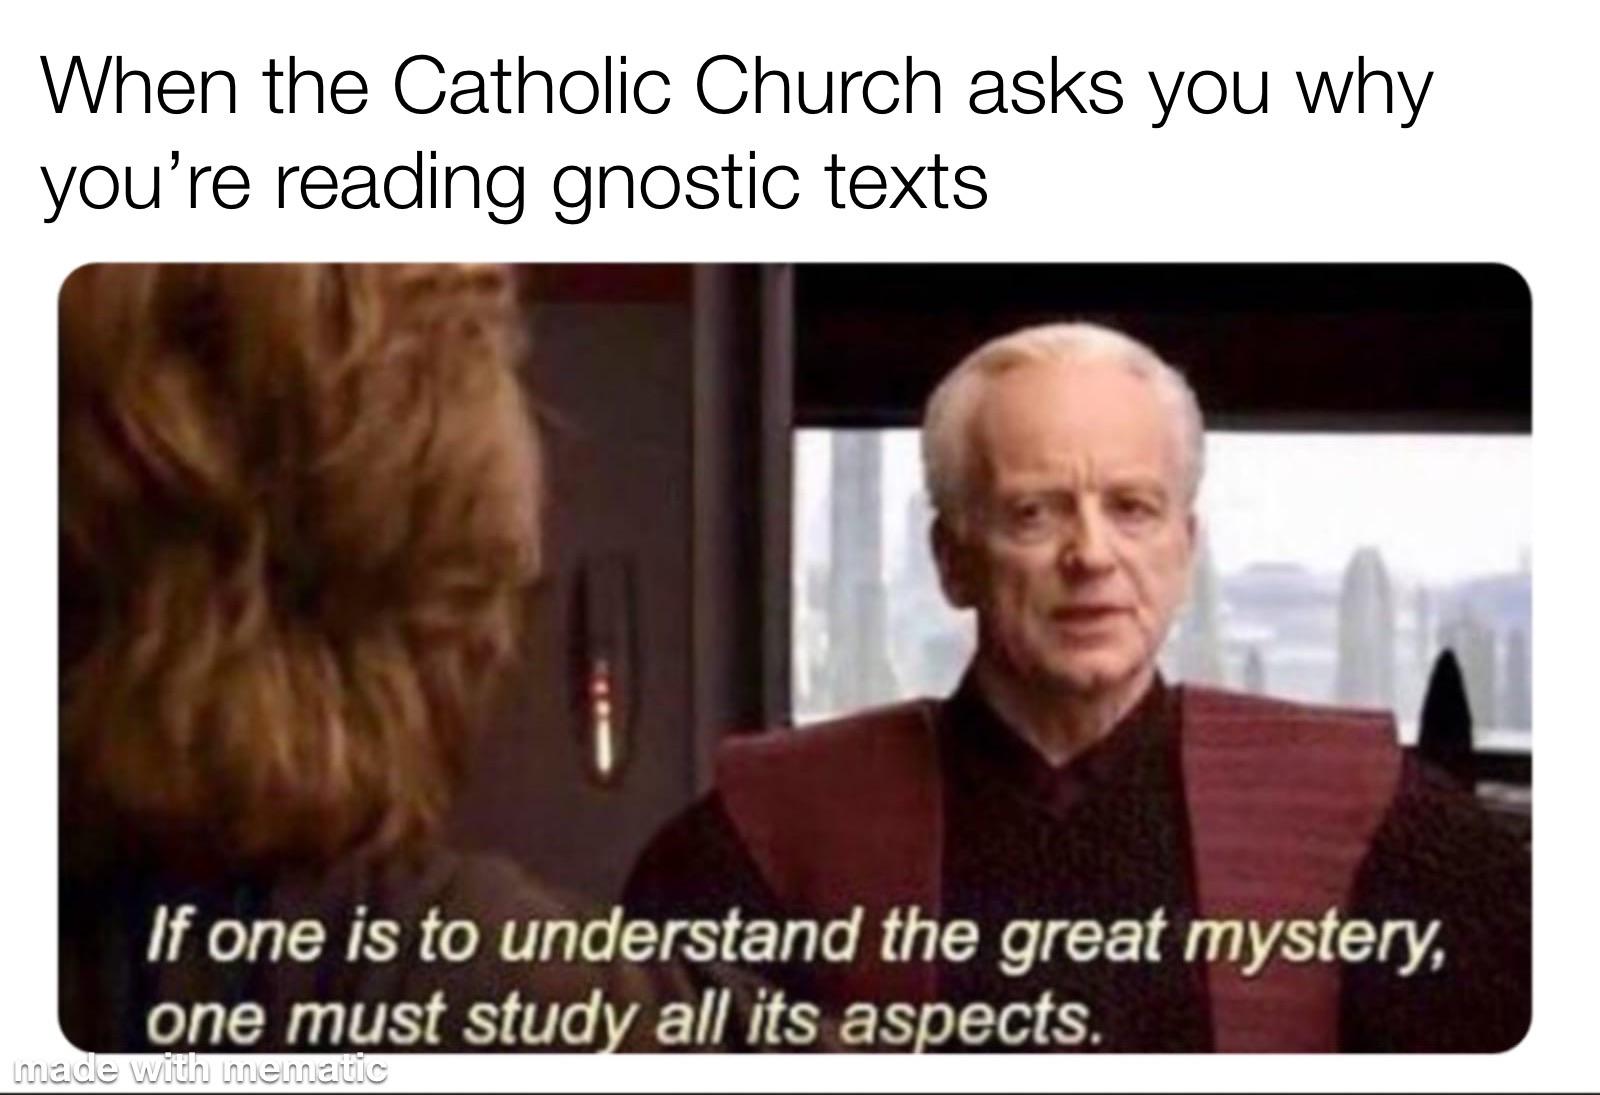 When the Catholic Church asks you why
you’re reading gnostic texts
If one is to understand the great mystery,
one must study all its aspects.
made with mematic